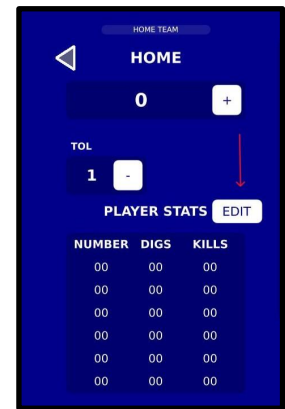 HOME TEAM
HOME
0 +
TOL
1 -
PLAYER STATS EDIT
NUMBER DIGS KILLS
00 00 00
00 00 00
00 00 00
00 00 00
00 00 00
00 00 00